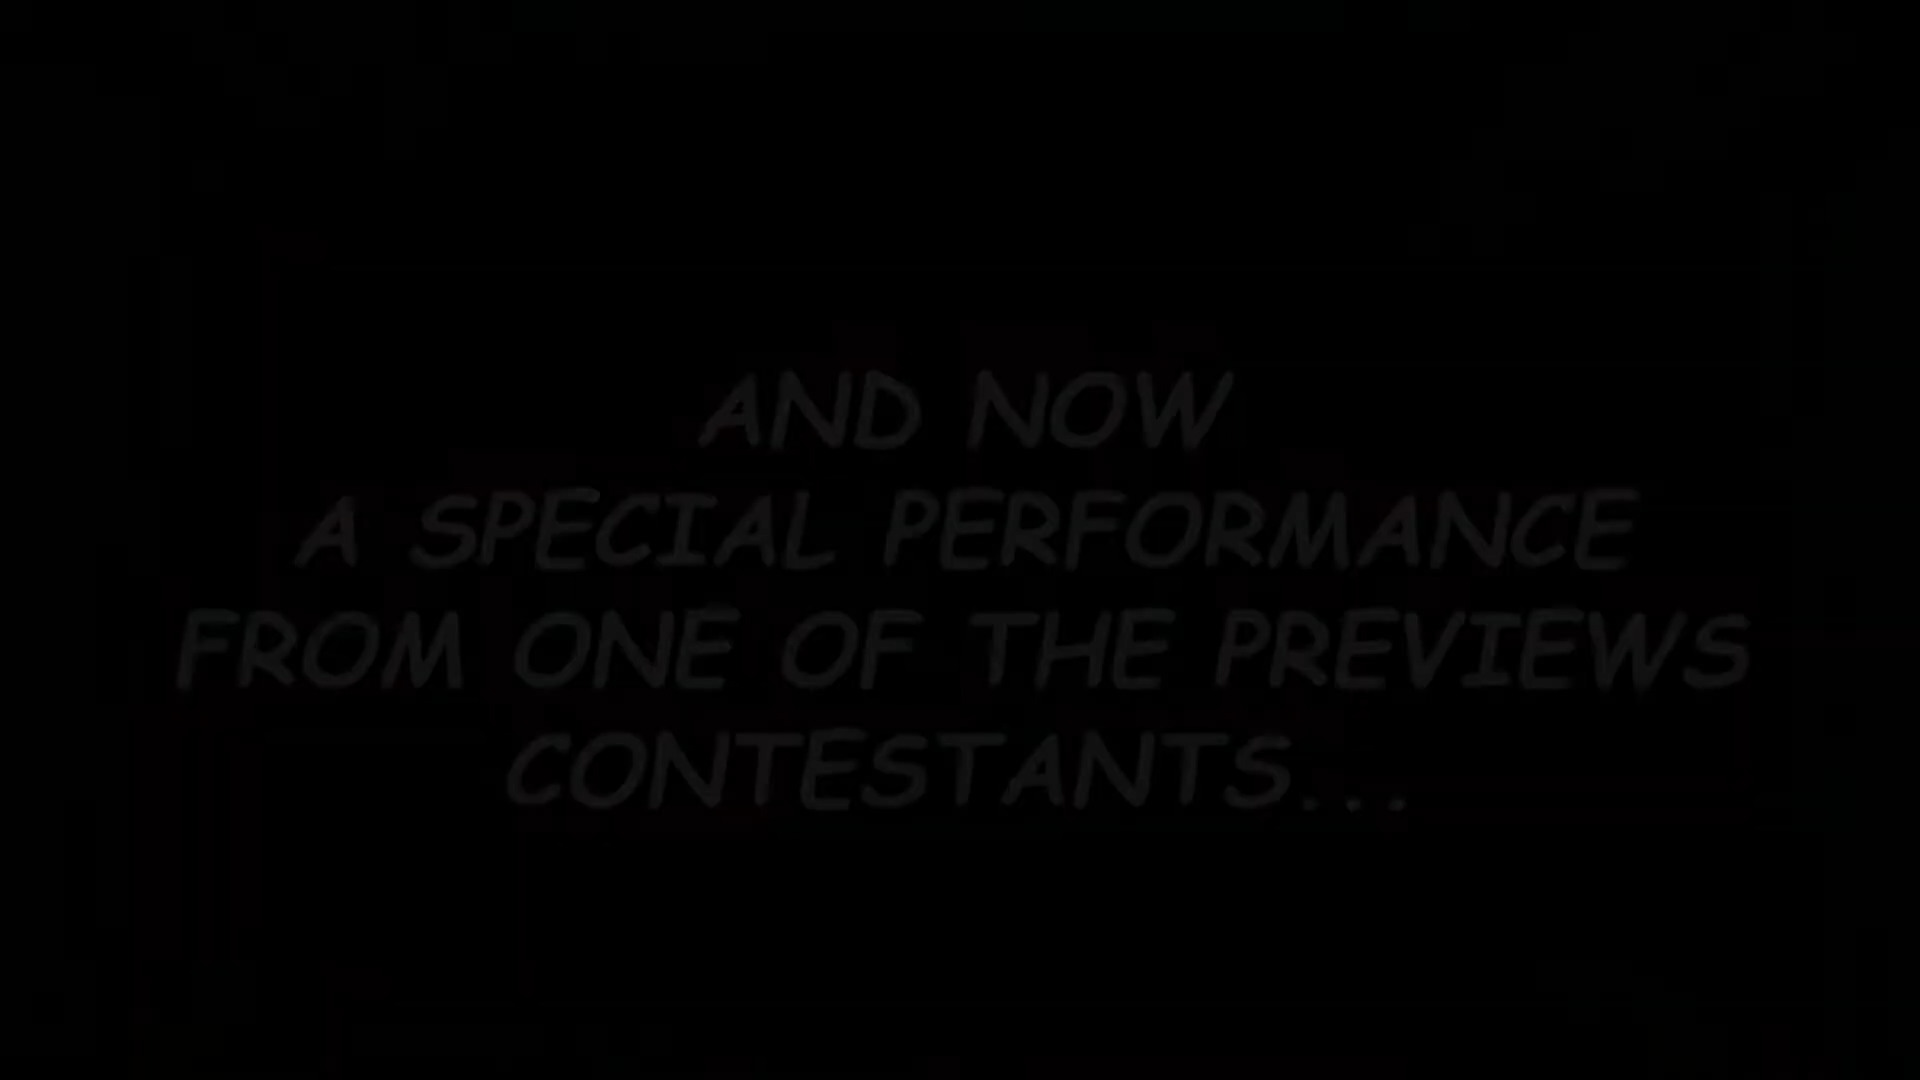 AND NOW
A SPECIAL PERFORMANCE
FROM ONE OF THE PREVIEWS
CONTESTANTS...